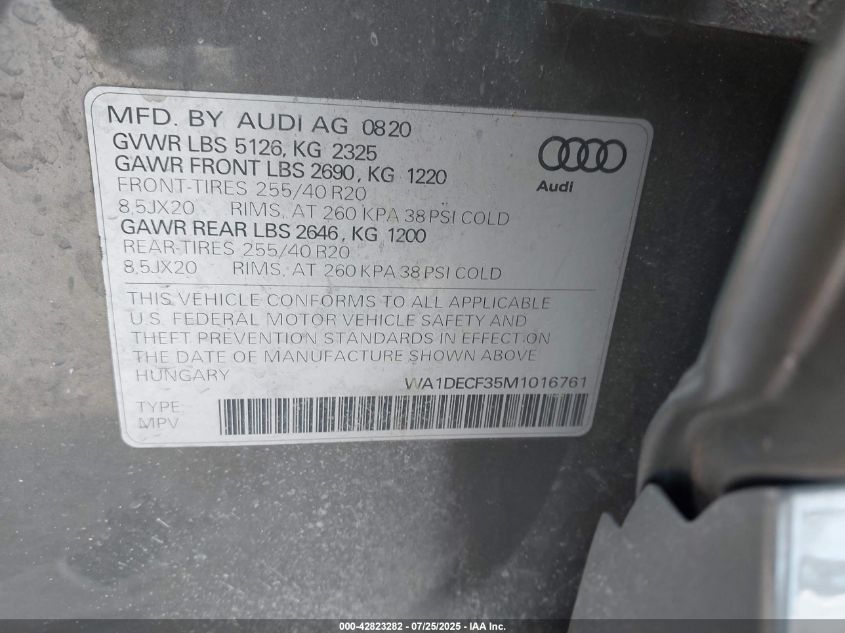 MFD. BY AUDI AG 0820
GVWR LBS 5126, KG 2325
GAWR FRONT LBS 2690, KG 1220
FRONT-TIRES 255/40 R20
8,5JX20 RIMS, AT 260 KPA 38 PSI COLD
GAWR REAR LBS 2646, KG 1200
REAR-TIRES 255/40 R20
8,5JX20 RIMS, AT 260 KPA 38 PSI COLD
Audi
THIS VEHICLE CONFORMS TO ALL APPLICABLE
U.S. FEDERAL MOTOR VEHICLE SAFETY AND
THEFT PREVENTION STANDARDS IN EFFECT ON
THE DATE OF MANUFACTURE SHOWN ABOVE.
HUNGARY
WA1DECF35M1016761
TYPE:
MPV
000-42823282 / 07/25/2025 - IAA Inc.